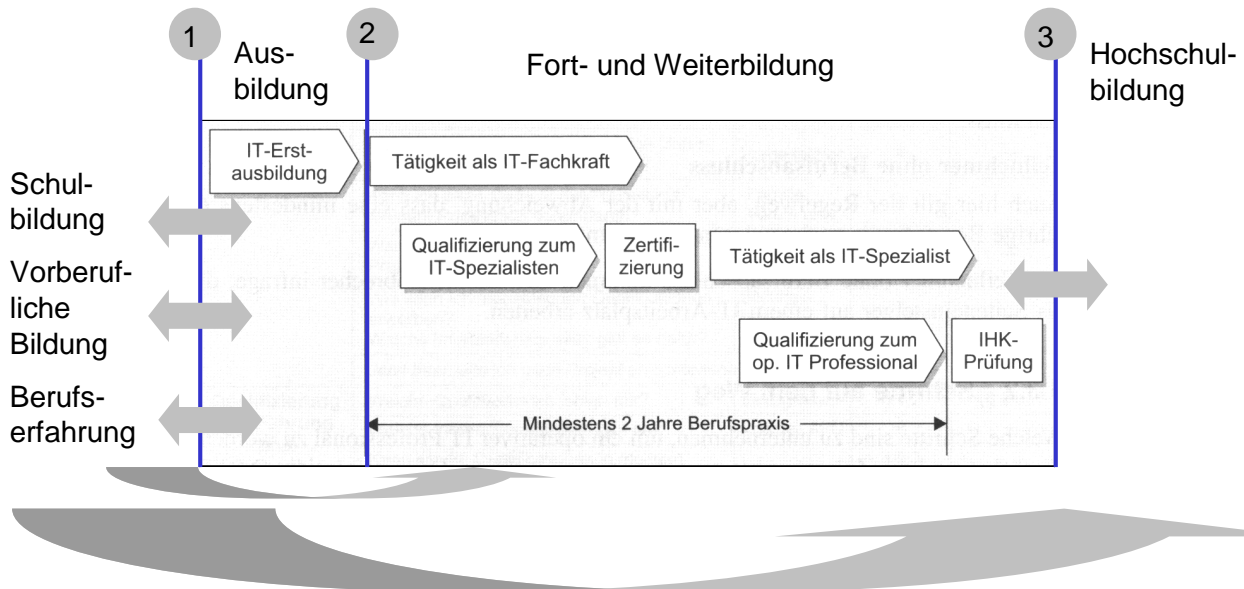 1
2
3
Aus-
bildung
Fort- und Weiterbildung
Hochschul-
bildung
IT-Erst-
ausbildung
Tätigkeit als IT-Fachkraft
Schul-
bildung
Qualifizierung zum
IT-Spezialisten
Zertifi-
zierung
Tätigkeit als IT-Spezialist
Vorberuf-
liche
Bildung
Qualifizierung zum
op. IT Professional
IHK-
Prüfung
Berufs-
erfahrung
Mindestens 2 Jahre Berufspraxis